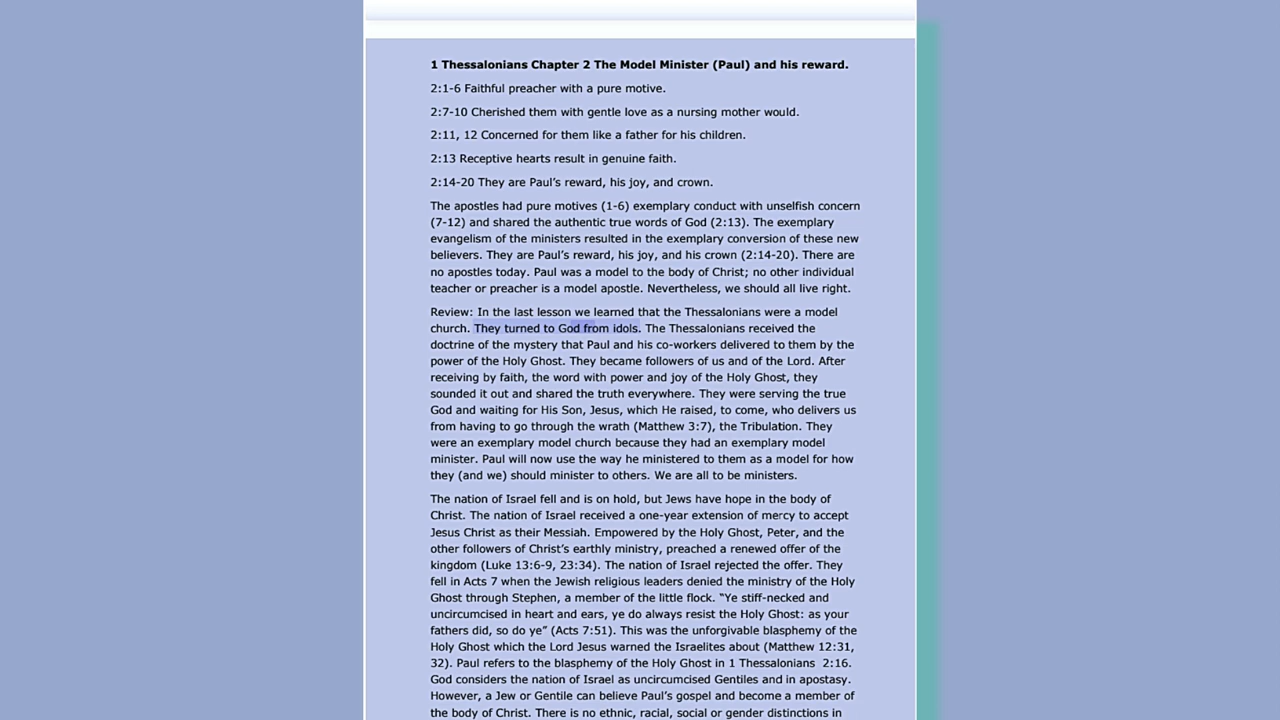 1 Thessalonians Chapter 2 The Model Minister (Paul) and his reward.
2:1-6 Faithful preacher with a pure motive.
2:7-10 Cherished them with gentle love as a nursing mother would.
2:11, 12 Concerned for them like a father for his children.
2:13 Receptive hearts result in genuine faith.
2:14-20 They are Paul’s reward, his joy, and crown.
The apostles had pure motives (1-6) exemplary conduct with unselfish concern
(7-12) and shared the authentic true words of God (2:13). The exemplary
evangelism of the ministers resulted in the exemplary conversion of these new
believers. They are Paul’s reward, his joy, and his crown (2:14-20). There are
no apostles today. Paul was a model to the body of Christ; no other individual
teacher or preacher is a model apostle. Nevertheless, we should all live right.
Review: In the last lesson we learned that the Thessalonians were a model
church. They turned to God from idols. The Thessalonians received the
doctrine of the mystery that Paul and his co-workers delivered to them by the
power of the Holy Ghost. They became followers of us and of the Lord. After
receiving by faith, the word with power and joy of the Holy Ghost, they
sounded it out and shared the truth everywhere. They were serving the true
God and waiting for His Son, Jesus, which He raised, to come, who delivers us
from having to go through the wrath (Matthew 3:7), the Tribulation. They
were an exemplary model church because they had an exemplary model
minister. Paul will now use the way he ministered to them as a model for how
they (and we) should minister to others. We are all to be ministers.
The nation of Israel fell and is on hold, but Jews have hope in the body of
Christ. The nation of Israel received a one-year extension of mercy to accept
Jesus Christ as their Messiah. Empowered by the Holy Ghost, Peter, and the
other followers of Christ’s earthly ministry, preached a renewed offer of the
kingdom (Luke 13:6-9, 23:34). The nation of Israel rejected the offer. They
fell in Acts 7 when the Jewish religious leaders denied the ministry of the Holy
Ghost through Stephen, a member of the little flock. “Ye stiff-necked and
uncircumcised in heart and ears, ye do always resist the Holy Ghost: as your
fathers did, so do ye” (Acts 7:51). This was the unforgivable blasphemy of the
Holy Ghost which the Lord Jesus warned the Israelites about (Matthew 12:31,
32). Paul refers to the blasphemy of the Holy Ghost in 1 Thessalonians  2:16.
God considers the nation of Israel as uncircumcised Gentiles and in apostasy.
However, a Jew or Gentile can believe Paul’s gospel and become a member of
the body of Christ. There is no ethnic, racial, social or gender distinctions in